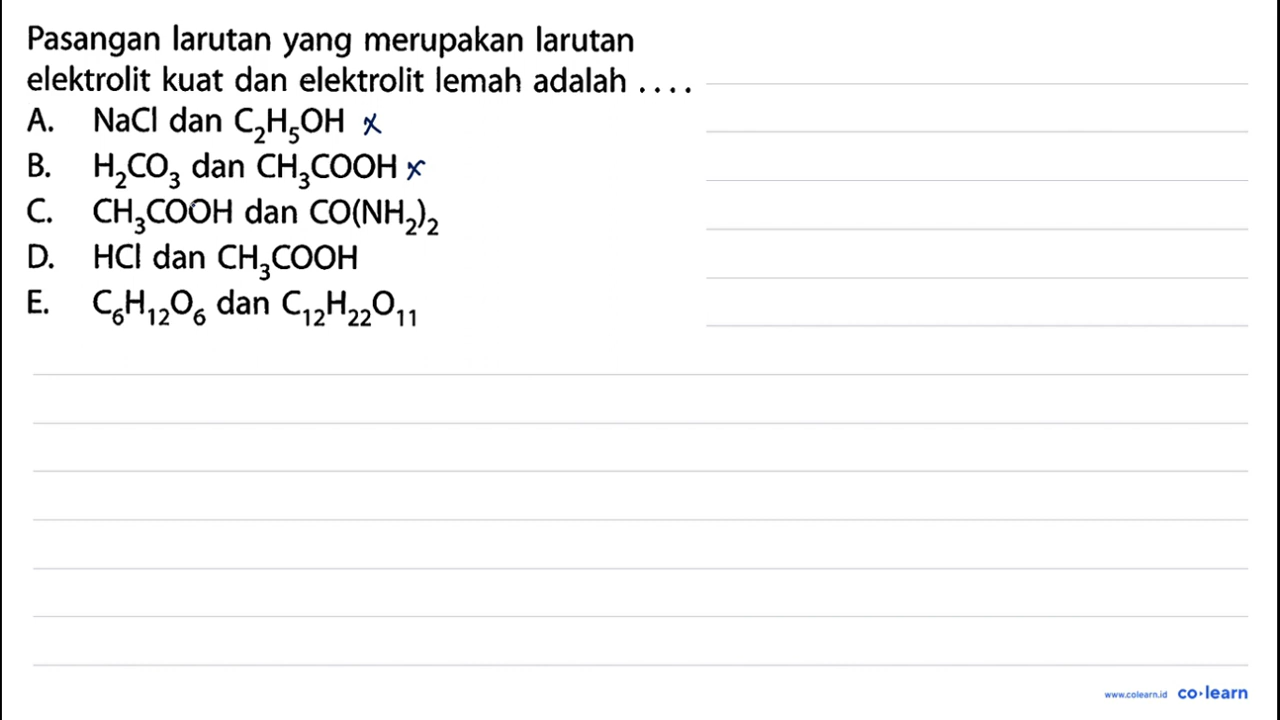 Pasangan larutan yang merupakan larutan
elektrolit kuat dan elektrolit lemah adalah ....
A. NaCl dan C₂H₅OH x
B. H₂CO₃ dan CH₃COOH x
C. CH₃COOH dan CO(NH₂)₂
D. HCl dan CH₃COOH
E. C₆H₁₂O₆ dan C₁₂H₂₂O₁₁
www.colearn.id co·learn